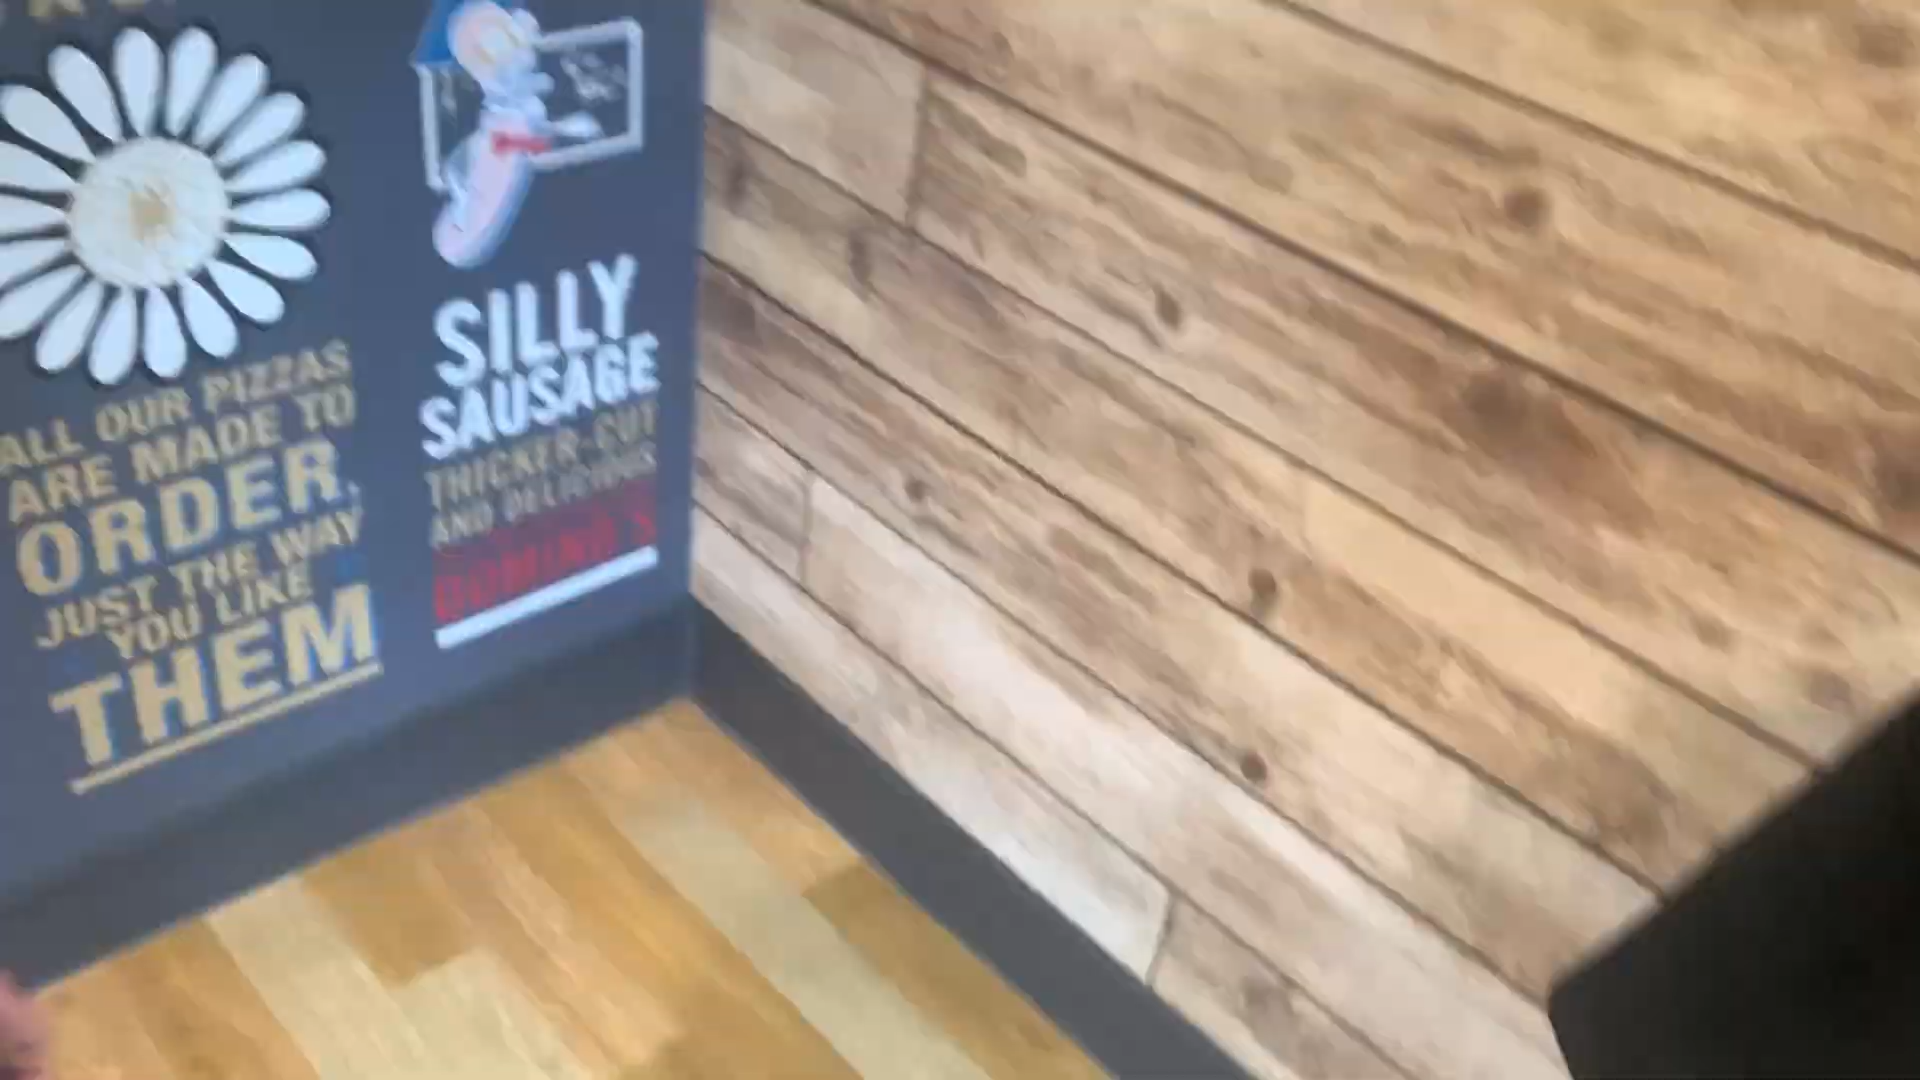 ALL OUR PIZZAS
ARE MADE TO
ORDER,
JUST THE WAY
YOU LIKE
THEM
SILLY
SAUSAGE
THICKER-CUT
AND DELICIOUS
DOMINO'S